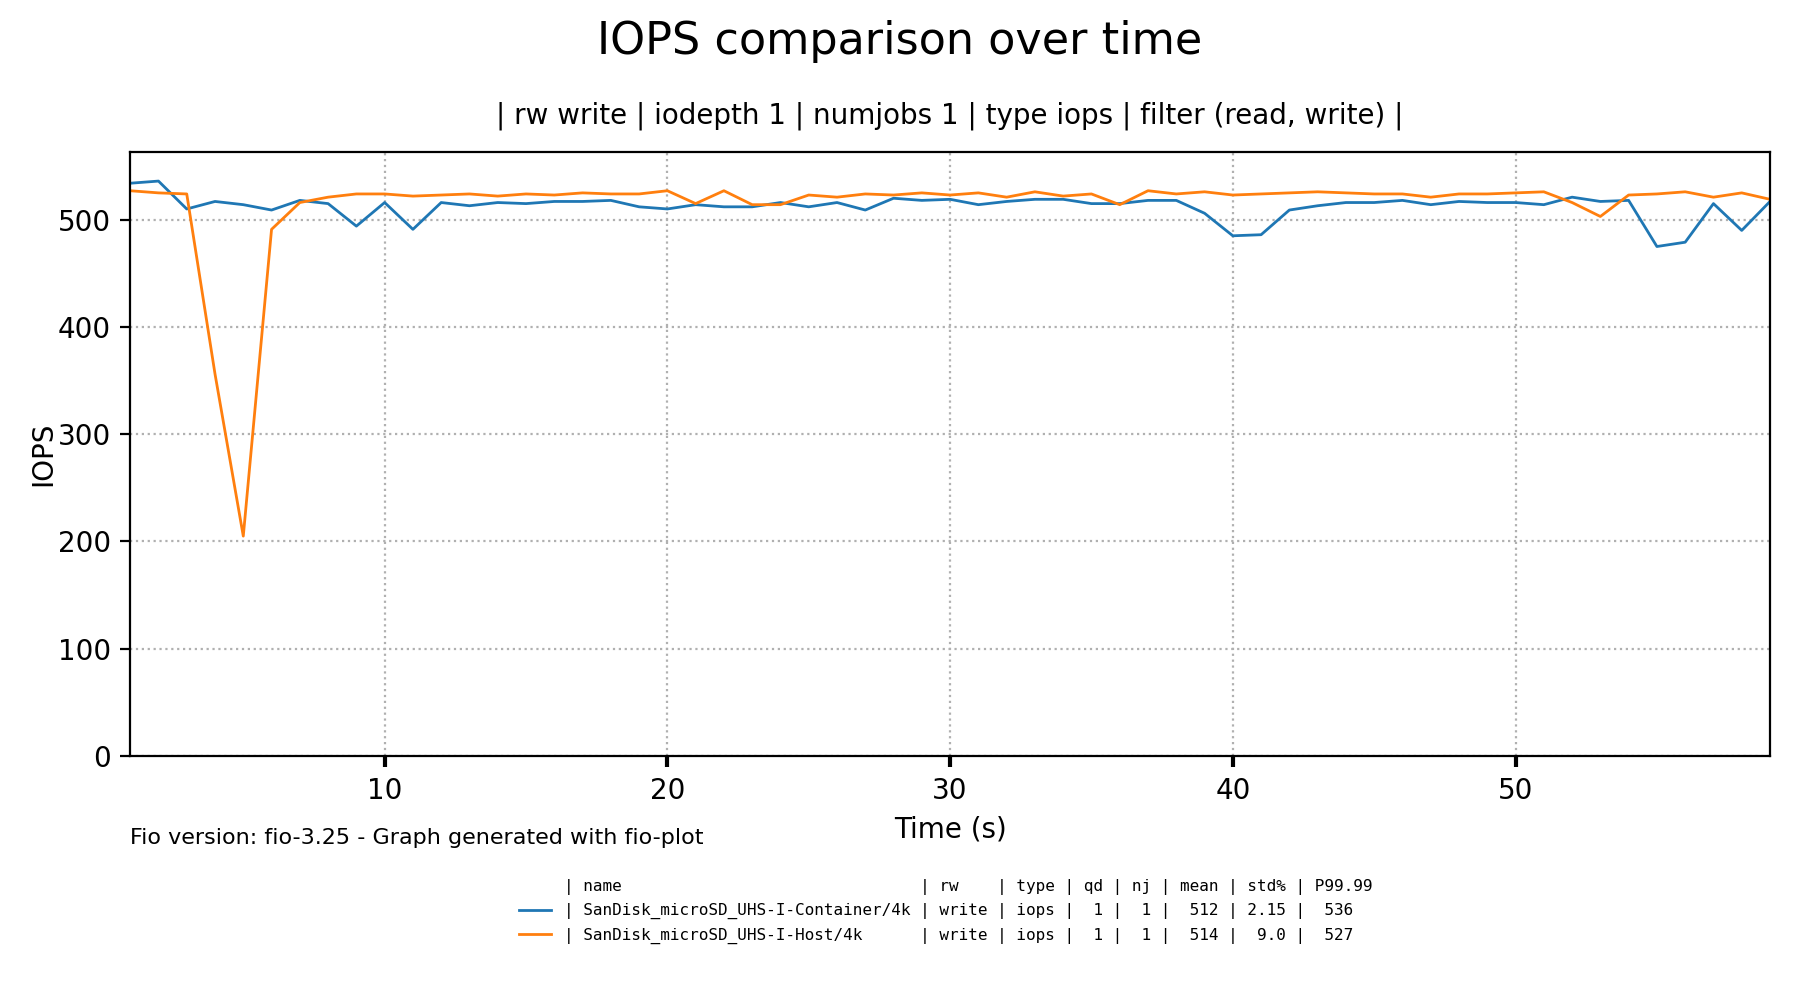 IOPS comparison over time
| rw write | iodepth 1 | numjobs 1 | type iops | filter (read, write) |
500
400
300
200
100
0
IOPS
10 20 30 40 50
Time (s)
Fio version: fio-3.25 - Graph generated with fio-plot
| name | rw | type | qd | nj | mean | std% | P99.99
| SanDisk_microSD_UHS-I-Container/4k | write | iops | 1 | 1 | 512 | 2.15 | 536
| SanDisk_microSD_UHS-I-Host/4k | write | iops | 1 | 1 | 514 | 9.0 | 527